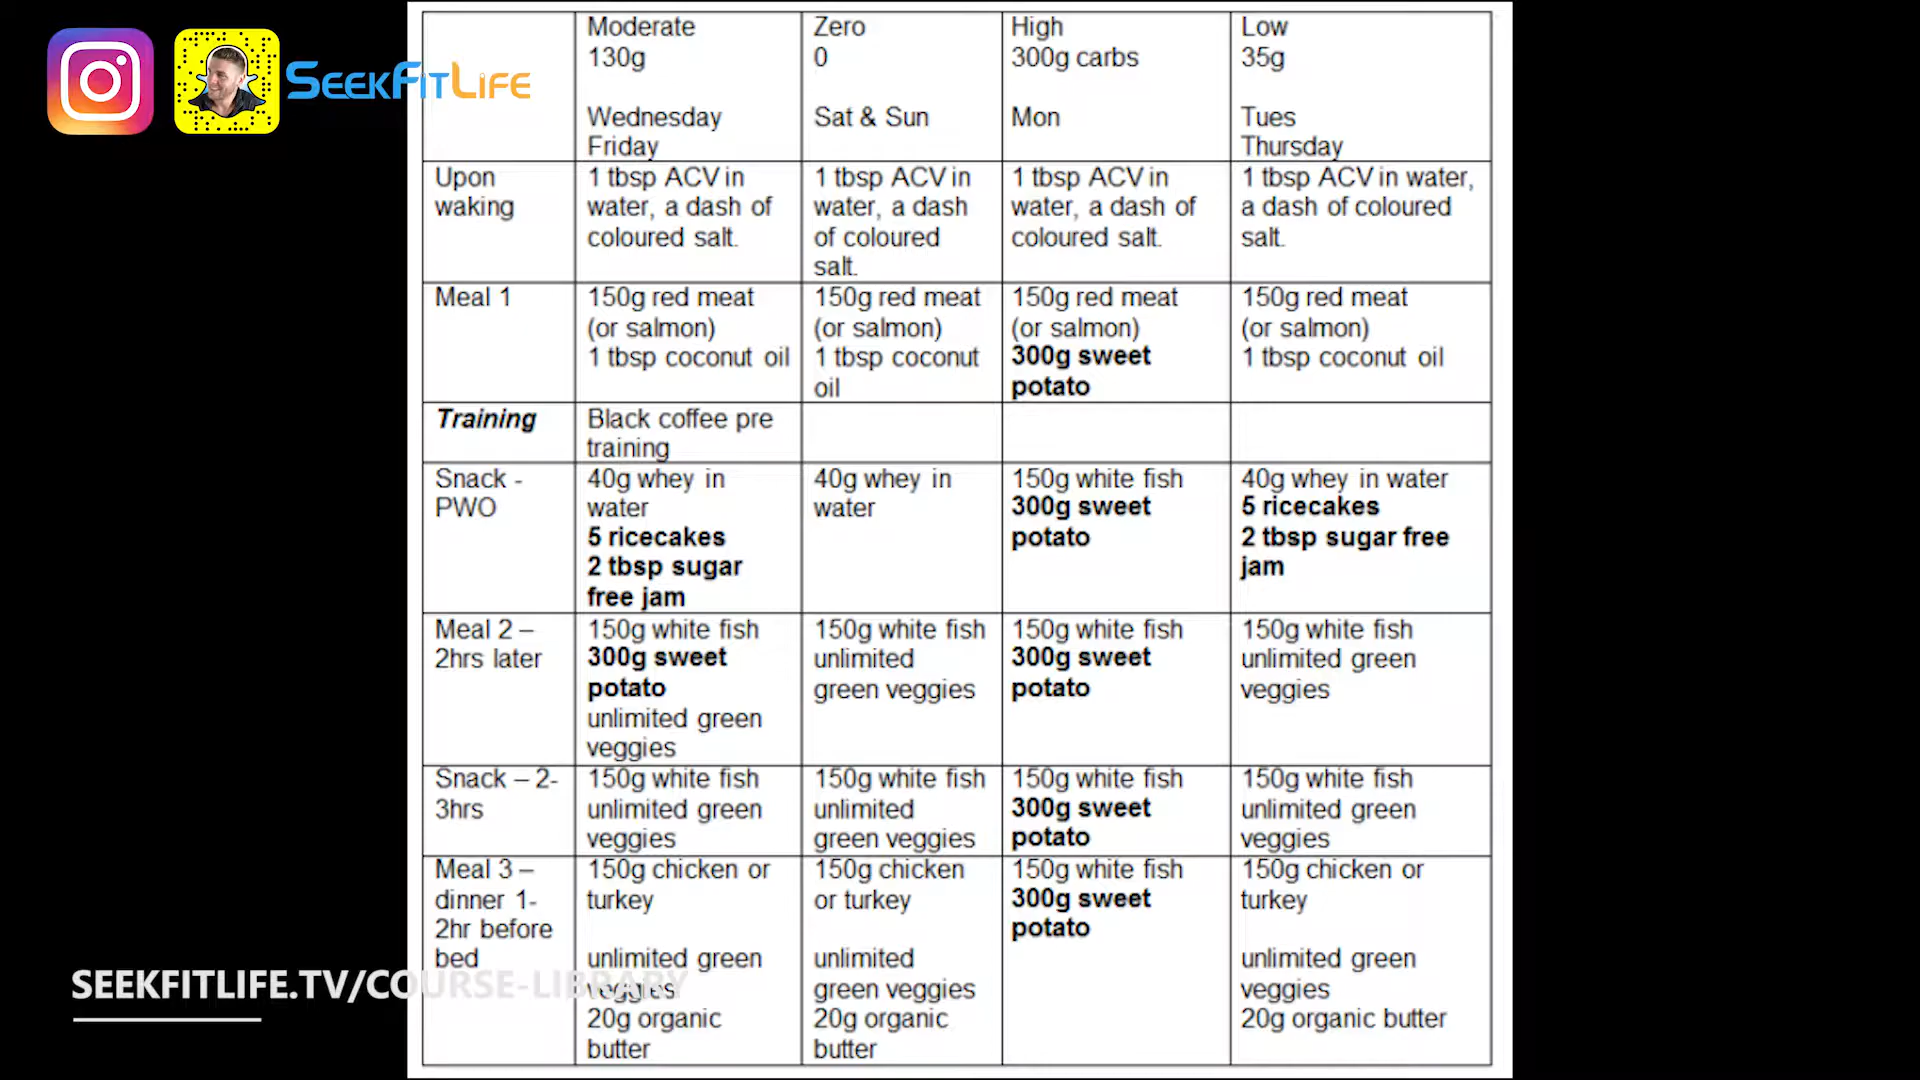 SEEKFITLIFE
Moderate
130g
Wednesday
Friday
Zero
0
Sat & Sun
High
300g carbs
Mon
Low
35g
Tues
Thursday
Upon
waking
1 tbsp ACV in
water, a dash of
coloured salt.
1 tbsp ACV in
water, a dash
of coloured
salt.
1 tbsp ACV in
water, a dash of
coloured salt.
1 tbsp ACV in water,
a dash of coloured
salt.
Meal 1
150g red meat
(or salmon)
1 tbsp coconut oil
150g red meat
(or salmon)
1 tbsp coconut
oil
150g red meat
(or salmon)
300g sweet
potato
150g red meat
(or salmon)
1 tbsp coconut oil
Training
Black coffee pre
training
Snack -
PWO
40g whey in
water
5 ricecakes
2 tbsp sugar
free jam
40g whey in
water
150g white fish
300g sweet
potato
40g whey in water
5 ricecakes
2 tbsp sugar free
jam
Meal 2 –
2hrs later
150g white fish
300g sweet
potato
unlimited green
veggies
150g white fish
unlimited
green veggies
150g white fish
300g sweet
potato
150g white fish
unlimited green
veggies
Snack – 2-
3hrs
150g white fish
unlimited green
veggies
150g white fish
unlimited
green veggies
150g white fish
300g sweet
potato
150g white fish
unlimited green
veggies
Meal 3 –
dinner 1-
2hr before
bed
150g chicken or
turkey
unlimited green
veggies
20g organic
butter
150g chicken
or turkey
unlimited
green veggies
20g organic
butter
150g white fish
300g sweet
potato
150g chicken or
turkey
unlimited green
veggies
20g organic butter
SEEKFITLIFE.TV/COURSE-LIBRARY